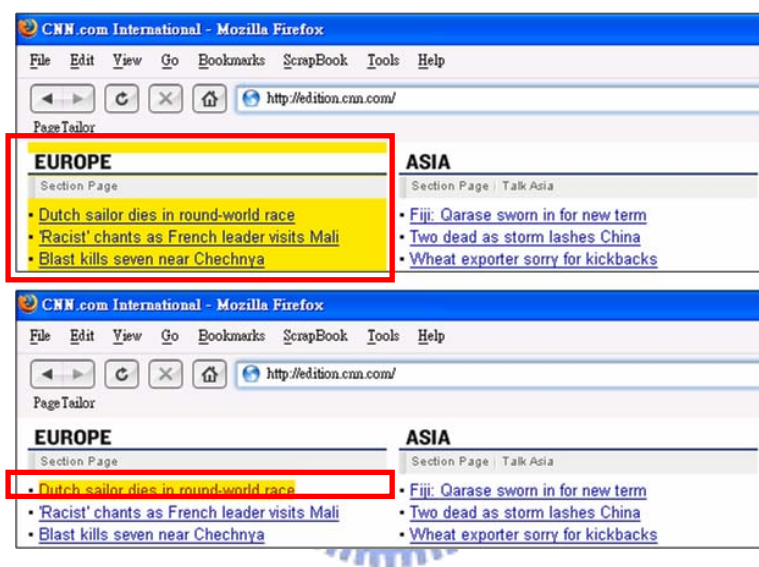 CNN.com International - Mozilla Firefox
File Edit View Go Bookmarks ScrapBook Tools Help
http://edition.cnn.com/
PageTailor
EUROPE
Section Page
• Dutch sailor dies in round-world race
• 'Racist' chants as French leader visits Mali
• Blast kills seven near Chechnya
ASIA
Section Page | Talk Asia
• Fiji: Qarase sworn in for new term
• Two dead as storm lashes China
• Wheat exporter sorry for kickbacks
CNN.com International - Mozilla Firefox
File Edit View Go Bookmarks ScrapBook Tools Help
http://edition.cnn.com/
PageTailor
EUROPE
Section Page
• Dutch sailor dies in round-world race
• 'Racist' chants as French leader visits Mali
• Blast kills seven near Chechnya
ASIA
Section Page | Talk Asia
• Fiji: Qarase sworn in for new term
• Two dead as storm lashes China
• Wheat exporter sorry for kickbacks